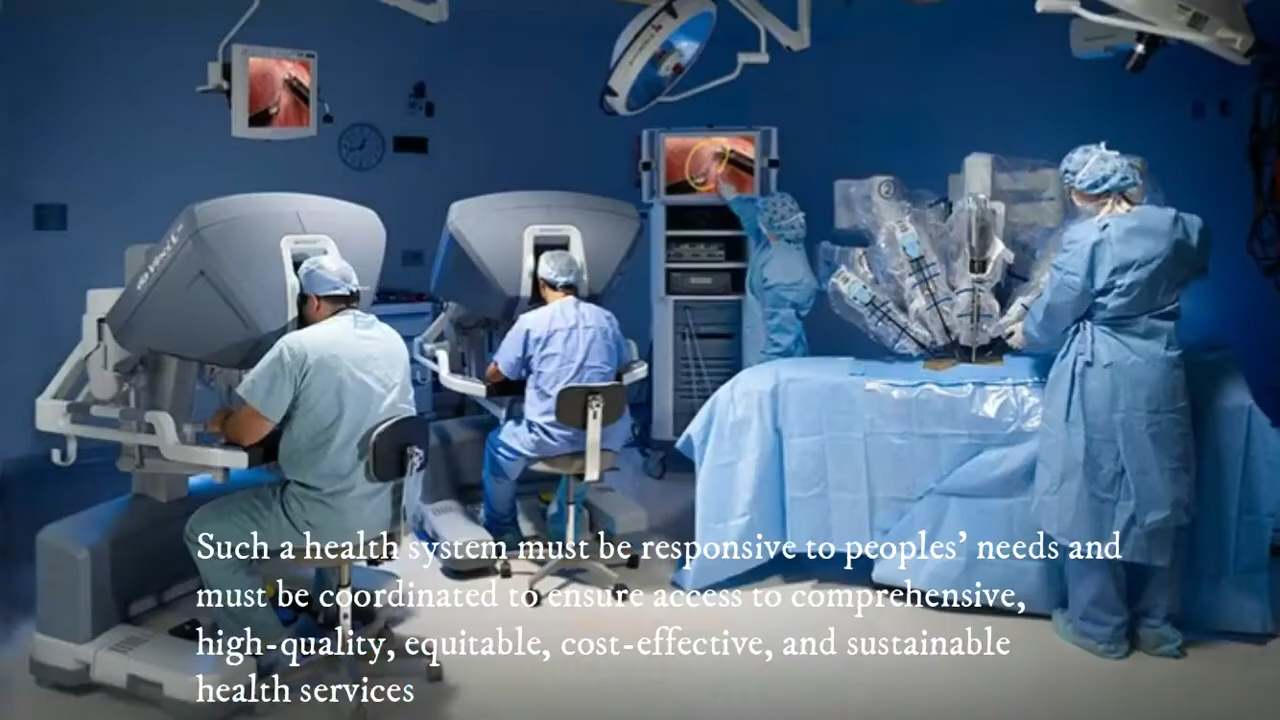 Such a health system must be responsive to peoples’ needs and
must be coordinated to ensure access to comprehensive,
high-quality, equitable, cost-effective, and sustainable
health services
2